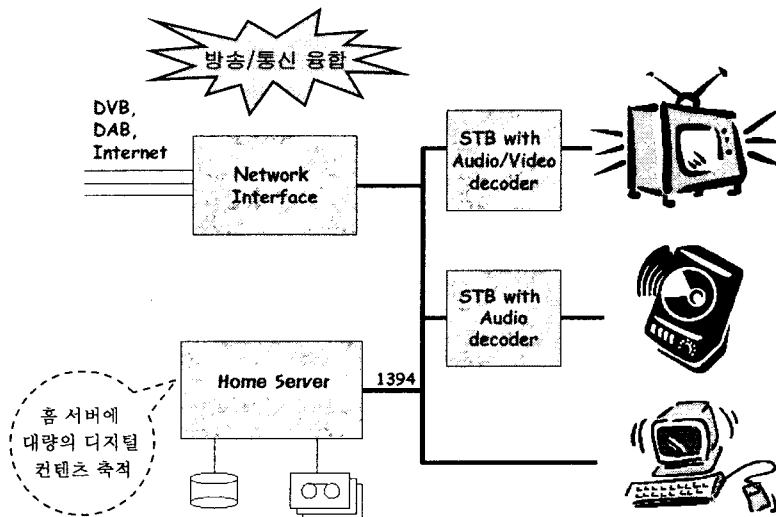 방송/통신 융합
DVB,
DAB,
Internet
Network
Interface
STB with
Audio/Video
decoder
STB with
Audio
decoder
Home Server
1394
홈 서버에
대량의 디지털
컨텐츠 축적